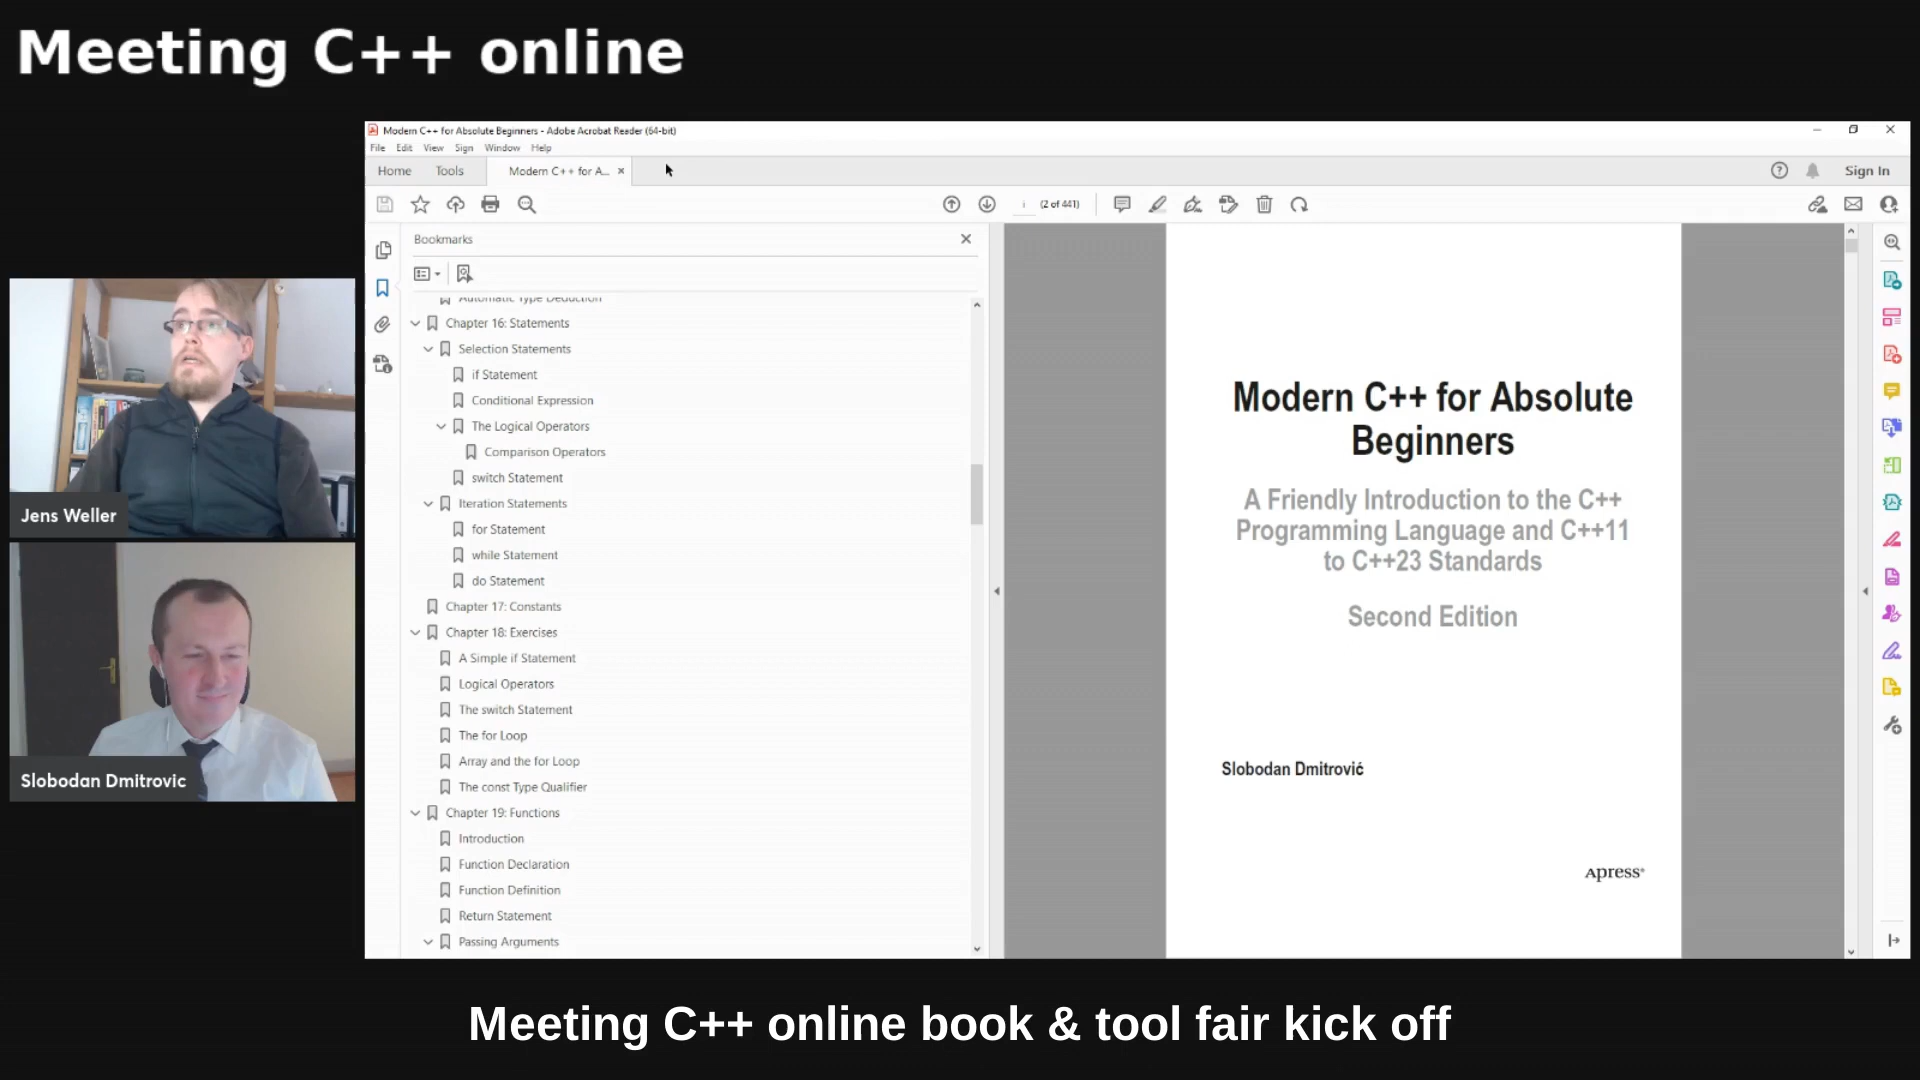 Meeting C++ online
Modern C++ for Absolute Beginners - Adobe Acrobat Reader (64-bit)
File Edit View Sign Window Help
Home Tools Modern C++ for A... Sign In
i (2 of 441)
Bookmarks
Automatic Type Deduction
Chapter 16: Statements
Selection Statements
if Statement
Conditional Expression
The Logical Operators
Comparison Operators
switch Statement
Iteration Statements
for Statement
while Statement
do Statement
Chapter 17: Constants
Chapter 18: Exercises
A Simple if Statement
Logical Operators
The switch Statement
The for Loop
Array and the for Loop
The const Type Qualifier
Chapter 19: Functions
Introduction
Function Declaration
Function Definition
Return Statement
Passing Arguments
Modern C++ for Absolute
Beginners
A Friendly Introduction to the C++
Programming Language and C++11
to C++23 Standards
Second Edition
Slobodan Dmitrović
Apress®
Jens Weller
Slobodan Dmitrovic
Meeting C++ online book & tool fair kick off